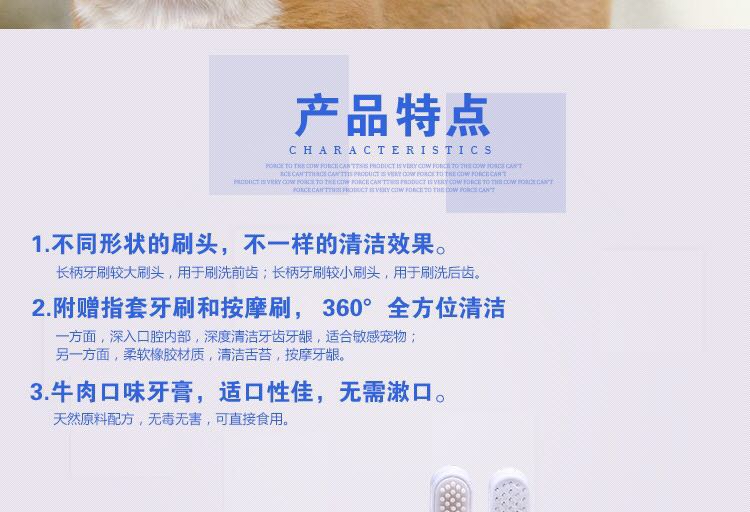 产品特点
CHARACTERISTICS
FORCE TO THE COW FORCE CAN'TTHIS PRODUCT IS VERY COW FORCE TO THE COW FORCE CAN'T
RCE CAN'TFORCE CAN'TTHIS PRODUCT IS VERY COW FORCE TO THE COW FORCE CAN'T
PRODUCT IS VERY COW FORCE TO THE COW FORCE CAN'TTHIS PRODUCT IS VERY COW FORCE TO THE COW FORCE CAN'T
FORCE CAN'TTHIS PRODUCT IS VERY COW FORCE TO THE COW FORCE CAN'T
1.不同形状的刷头，不一样的清洁效果。
长柄牙刷较大刷头，用于刷洗前齿；长柄牙刷较小刷头，用于刷洗后齿。
2.附赠指套牙刷和按摩刷， 360° 全方位清洁
一方面，深入口腔内部，深度清洁牙齿牙龈，适合敏感宠物；
另一方面，柔软橡胶材质，清洁舌苔，按摩牙龈。
3.牛肉口味牙膏，适口性佳，无需漱口。
天然原料配方，无毒无害，可直接食用。